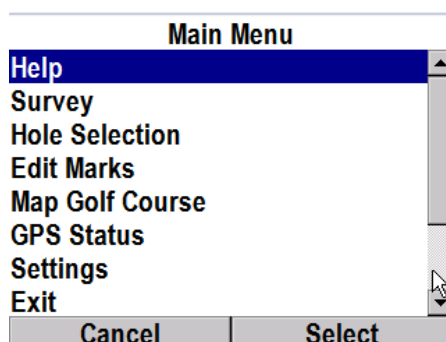 Main Menu
Help
Survey
Hole Selection
Edit Marks
Map Golf Course
GPS Status
Settings
Exit
Cancel Select